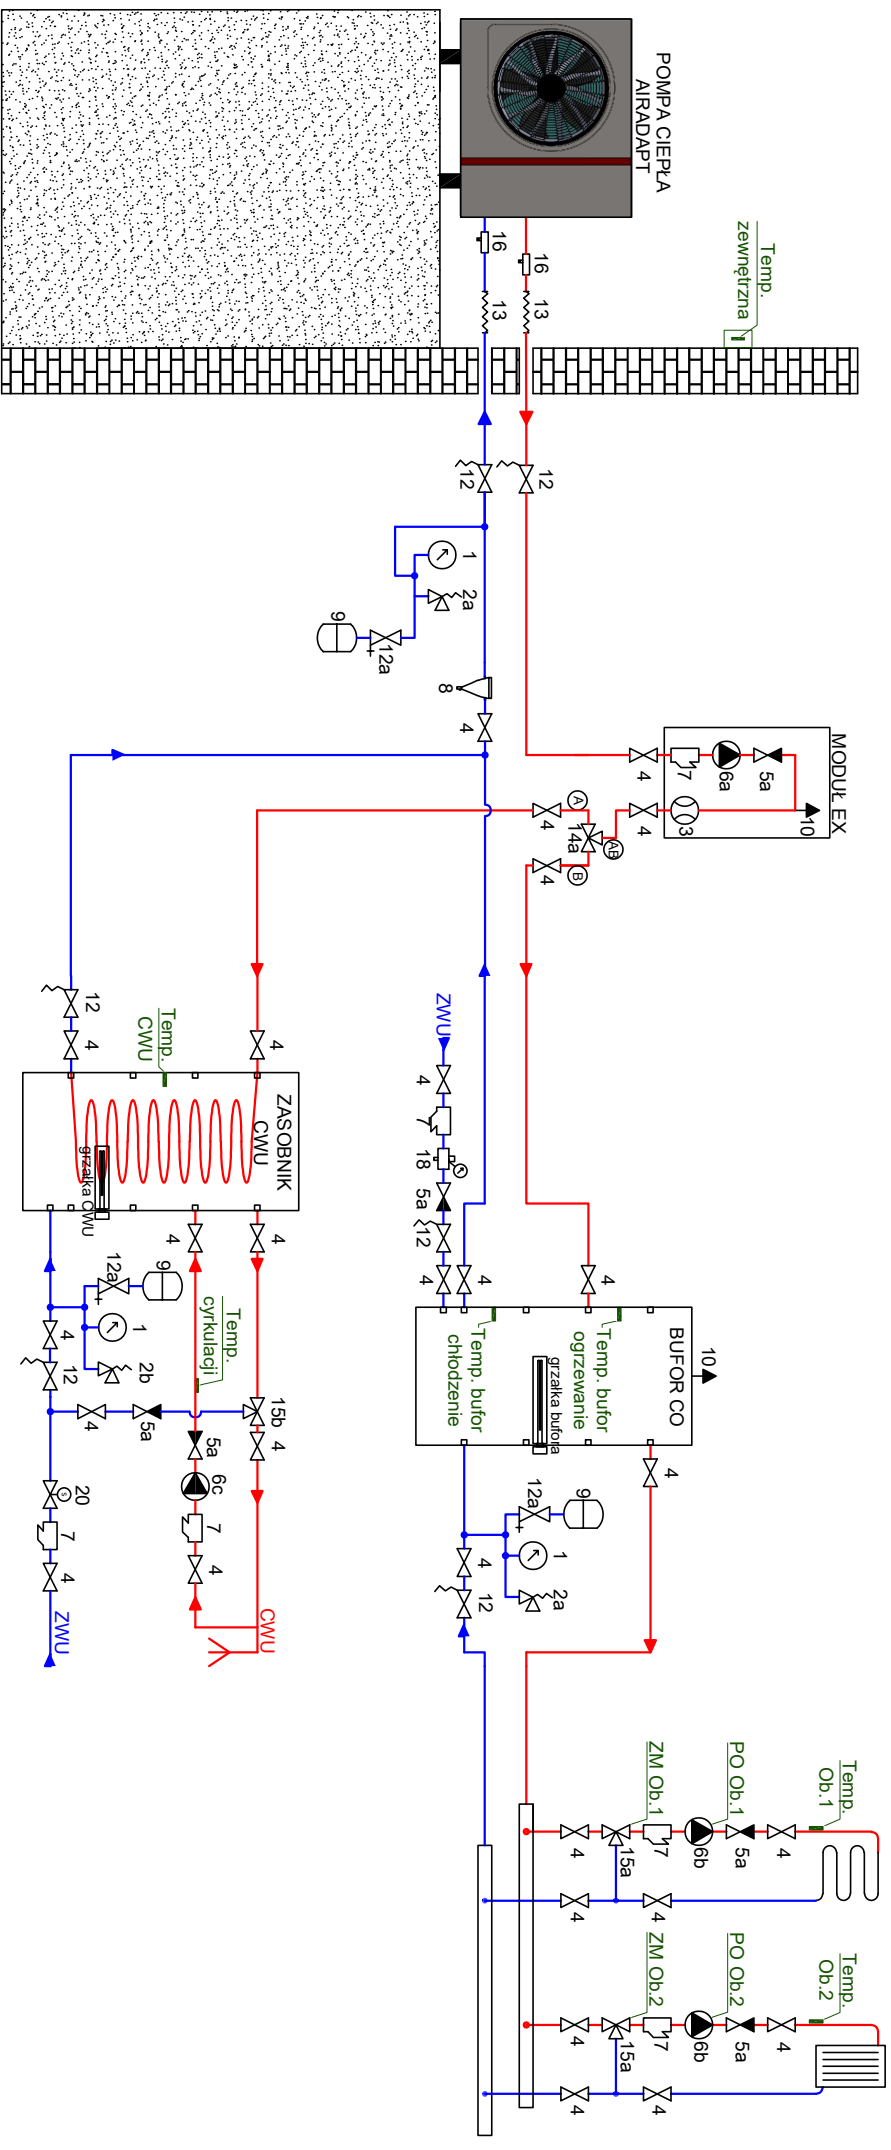 POMPA CIEPŁA
AIRADAPT
Temp.
zewnętrzna
16
13
16
13
12
12
1
2a
9
12a
8
4
MODUŁ EX
10
5a
6a
7
3
4
4
A
AB
B
14a
4
4
ZWU
4
7
18
5a
12
4
4
4
10
BUFOR CO
Temp. bufor
ogrzewanie
grzałka bufora
Temp. bufor
chłodzenie
4
9
12a
1
2a
4
12
Temp.
Ob.1
4
5a
PO Ob.1
6b
7
ZM Ob.1
15a
4
4
4
Temp.
Ob.2
4
5a
PO Ob.2
6b
7
ZM Ob.2
15a
4
4
4
12
4
4
ZASOBNIK
CWU
Temp.
CWU
grzałka CWU
4
4
Temp.
cyrkulacji
15b
4
CWU
5a
6c
7
4
9
12a
1
2b
4
12
4
5a
20
S
7
4
ZWU